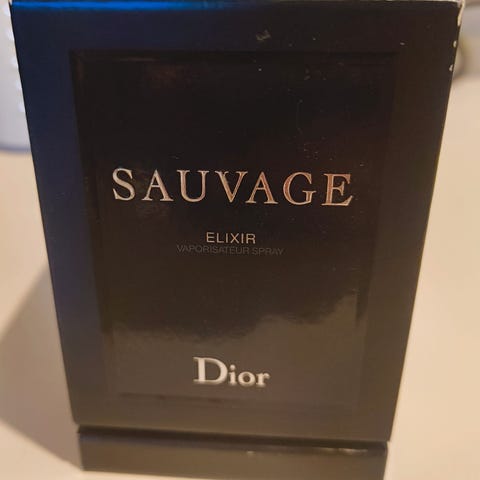 SAUVAGE
ELIXIR
VAPORISATEUR SPRAY
Dior